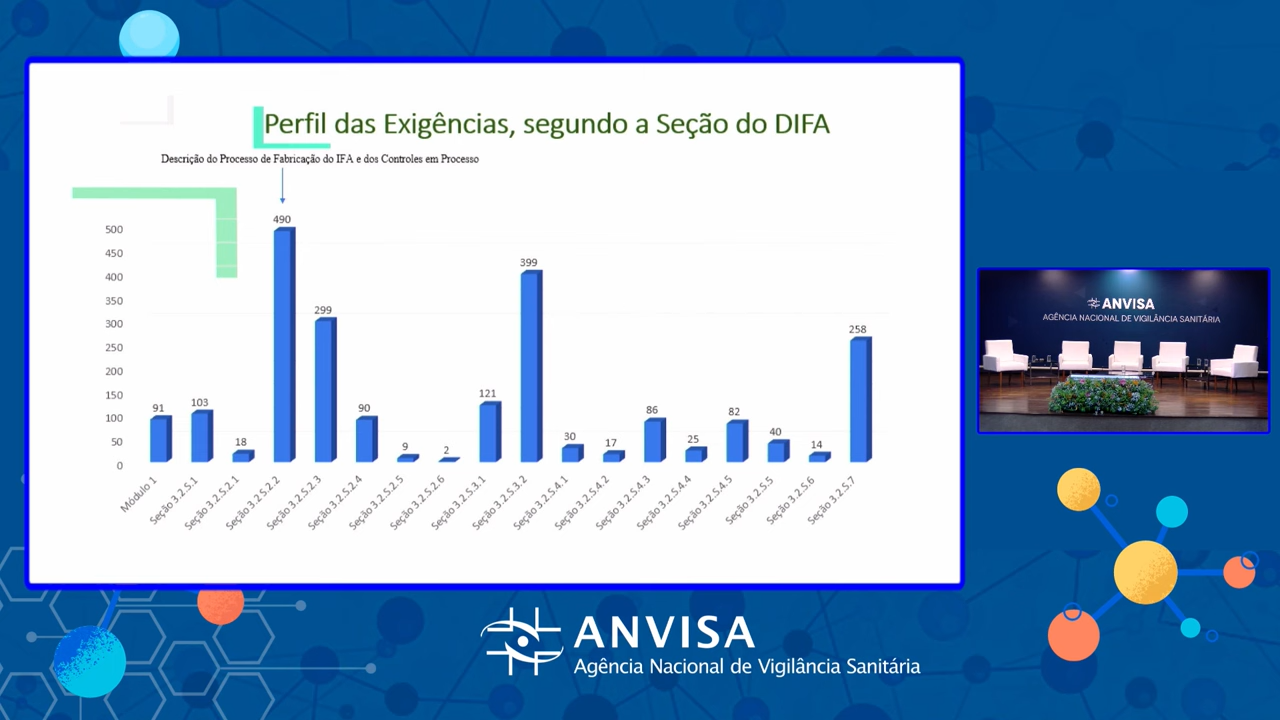 Perfil das Exigências, segundo a Seção do DIFA
Descrição do Processo de Fabricação do IFA e dos Controles em Processo
500
450
400
350
300
250
200
150
100
50
0
91
103
18
490
299
90
9
2
121
399
30
17
86
25
82
40
14
258
Módulo 1
Seção 3.2.S.1
Seção 3.2.S.2.1
Seção 3.2.S.2.2
Seção 3.2.S.2.3
Seção 3.2.S.2.4
Seção 3.2.S.2.5
Seção 3.2.S.2.6
Seção 3.2.S.3.1
Seção 3.2.S.3.2
Seção 3.2.S.4.1
Seção 3.2.S.4.2
Seção 3.2.S.4.3
Seção 3.2.S.4.4
Seção 3.2.S.4.5
Seção 3.2.S.5
Seção 3.2.S.6
Seção 3.2.S.7
ANVISA
AGÊNCIA NACIONAL DE VIGILÂNCIA SANITÁRIA
ANVISA
Agência Nacional de Vigilância Sanitária